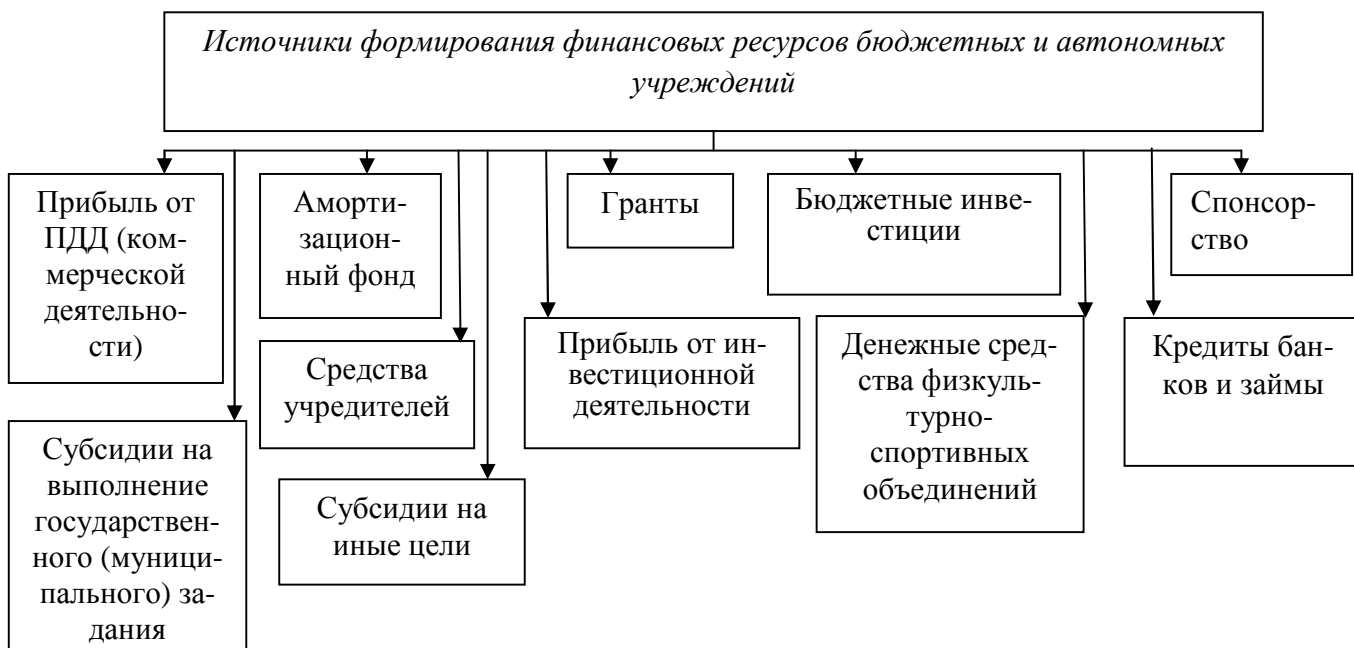 Источники формирования финансовых ресурсов бюджетных и автономных
учреждений
Прибыль от
ПДД (ком-
мерческой
деятельно-
сти)
Аморти-
зацион-
ный фонд
Гранты
Бюджетные инве-
стиции
Спонсор-
ство
Средства
учредителей
Прибыль от ин-
вестиционной
деятельности
Денежные сред-
ства физкуль-
турно-
спортивных
объединений
Кредиты бан-
ков и займы
Субсидии на
выполнение
государствен-
ного (муници-
пального) за-
дания
Субсидии на
иные цели